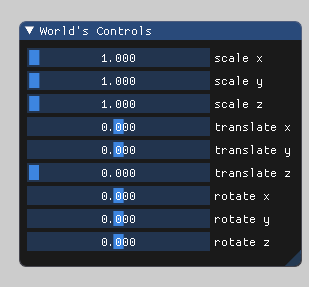 World's Controls
1.000 scale x
1.000 scale y
1.000 scale z
0.000 translate x
0.000 translate y
0.000 translate z
0.000 rotate x
0.000 rotate y
0.000 rotate z